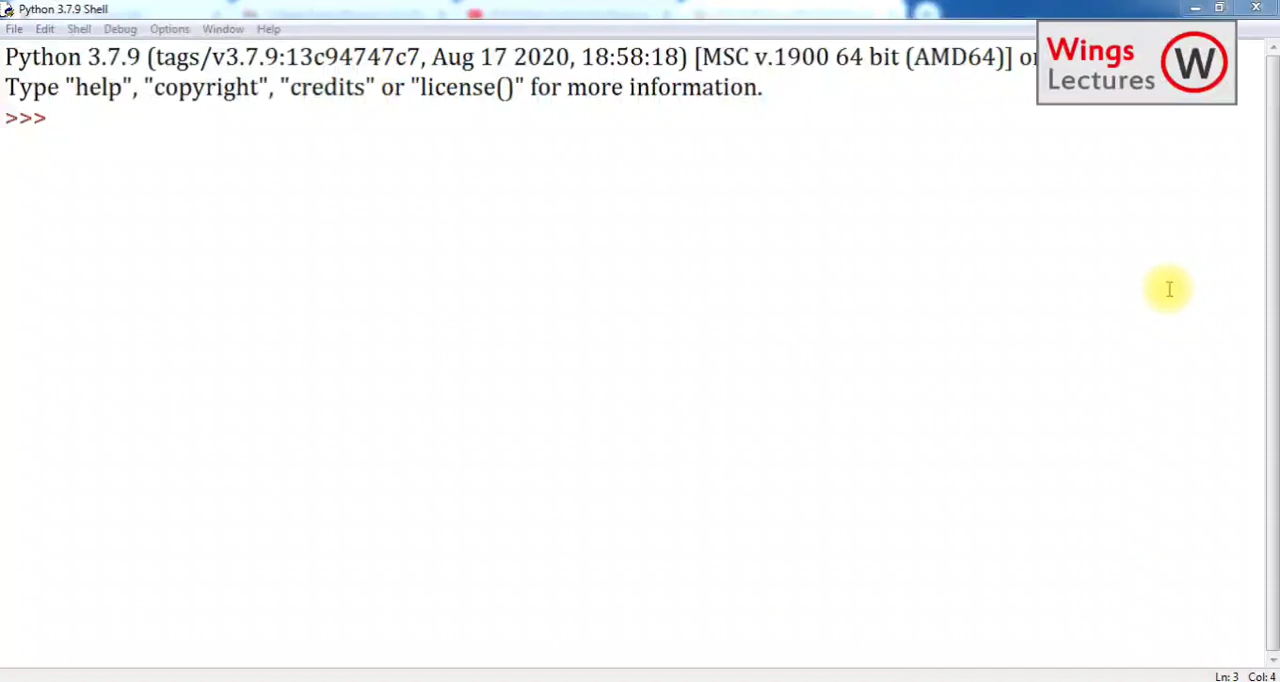 Python 3.7.9 Shell
File Edit Shell Debug Options Window Help
Python 3.7.9 (tags/v3.7.9:13c94747c7, Aug 17 2020, 18:58:18) [MSC v.1900 64 bit (AMD64)]
Type "help", "copyright", "credits" or "license()" for more information.
>>>
Wings
Lectures
W
Ln: 3 Col: 4